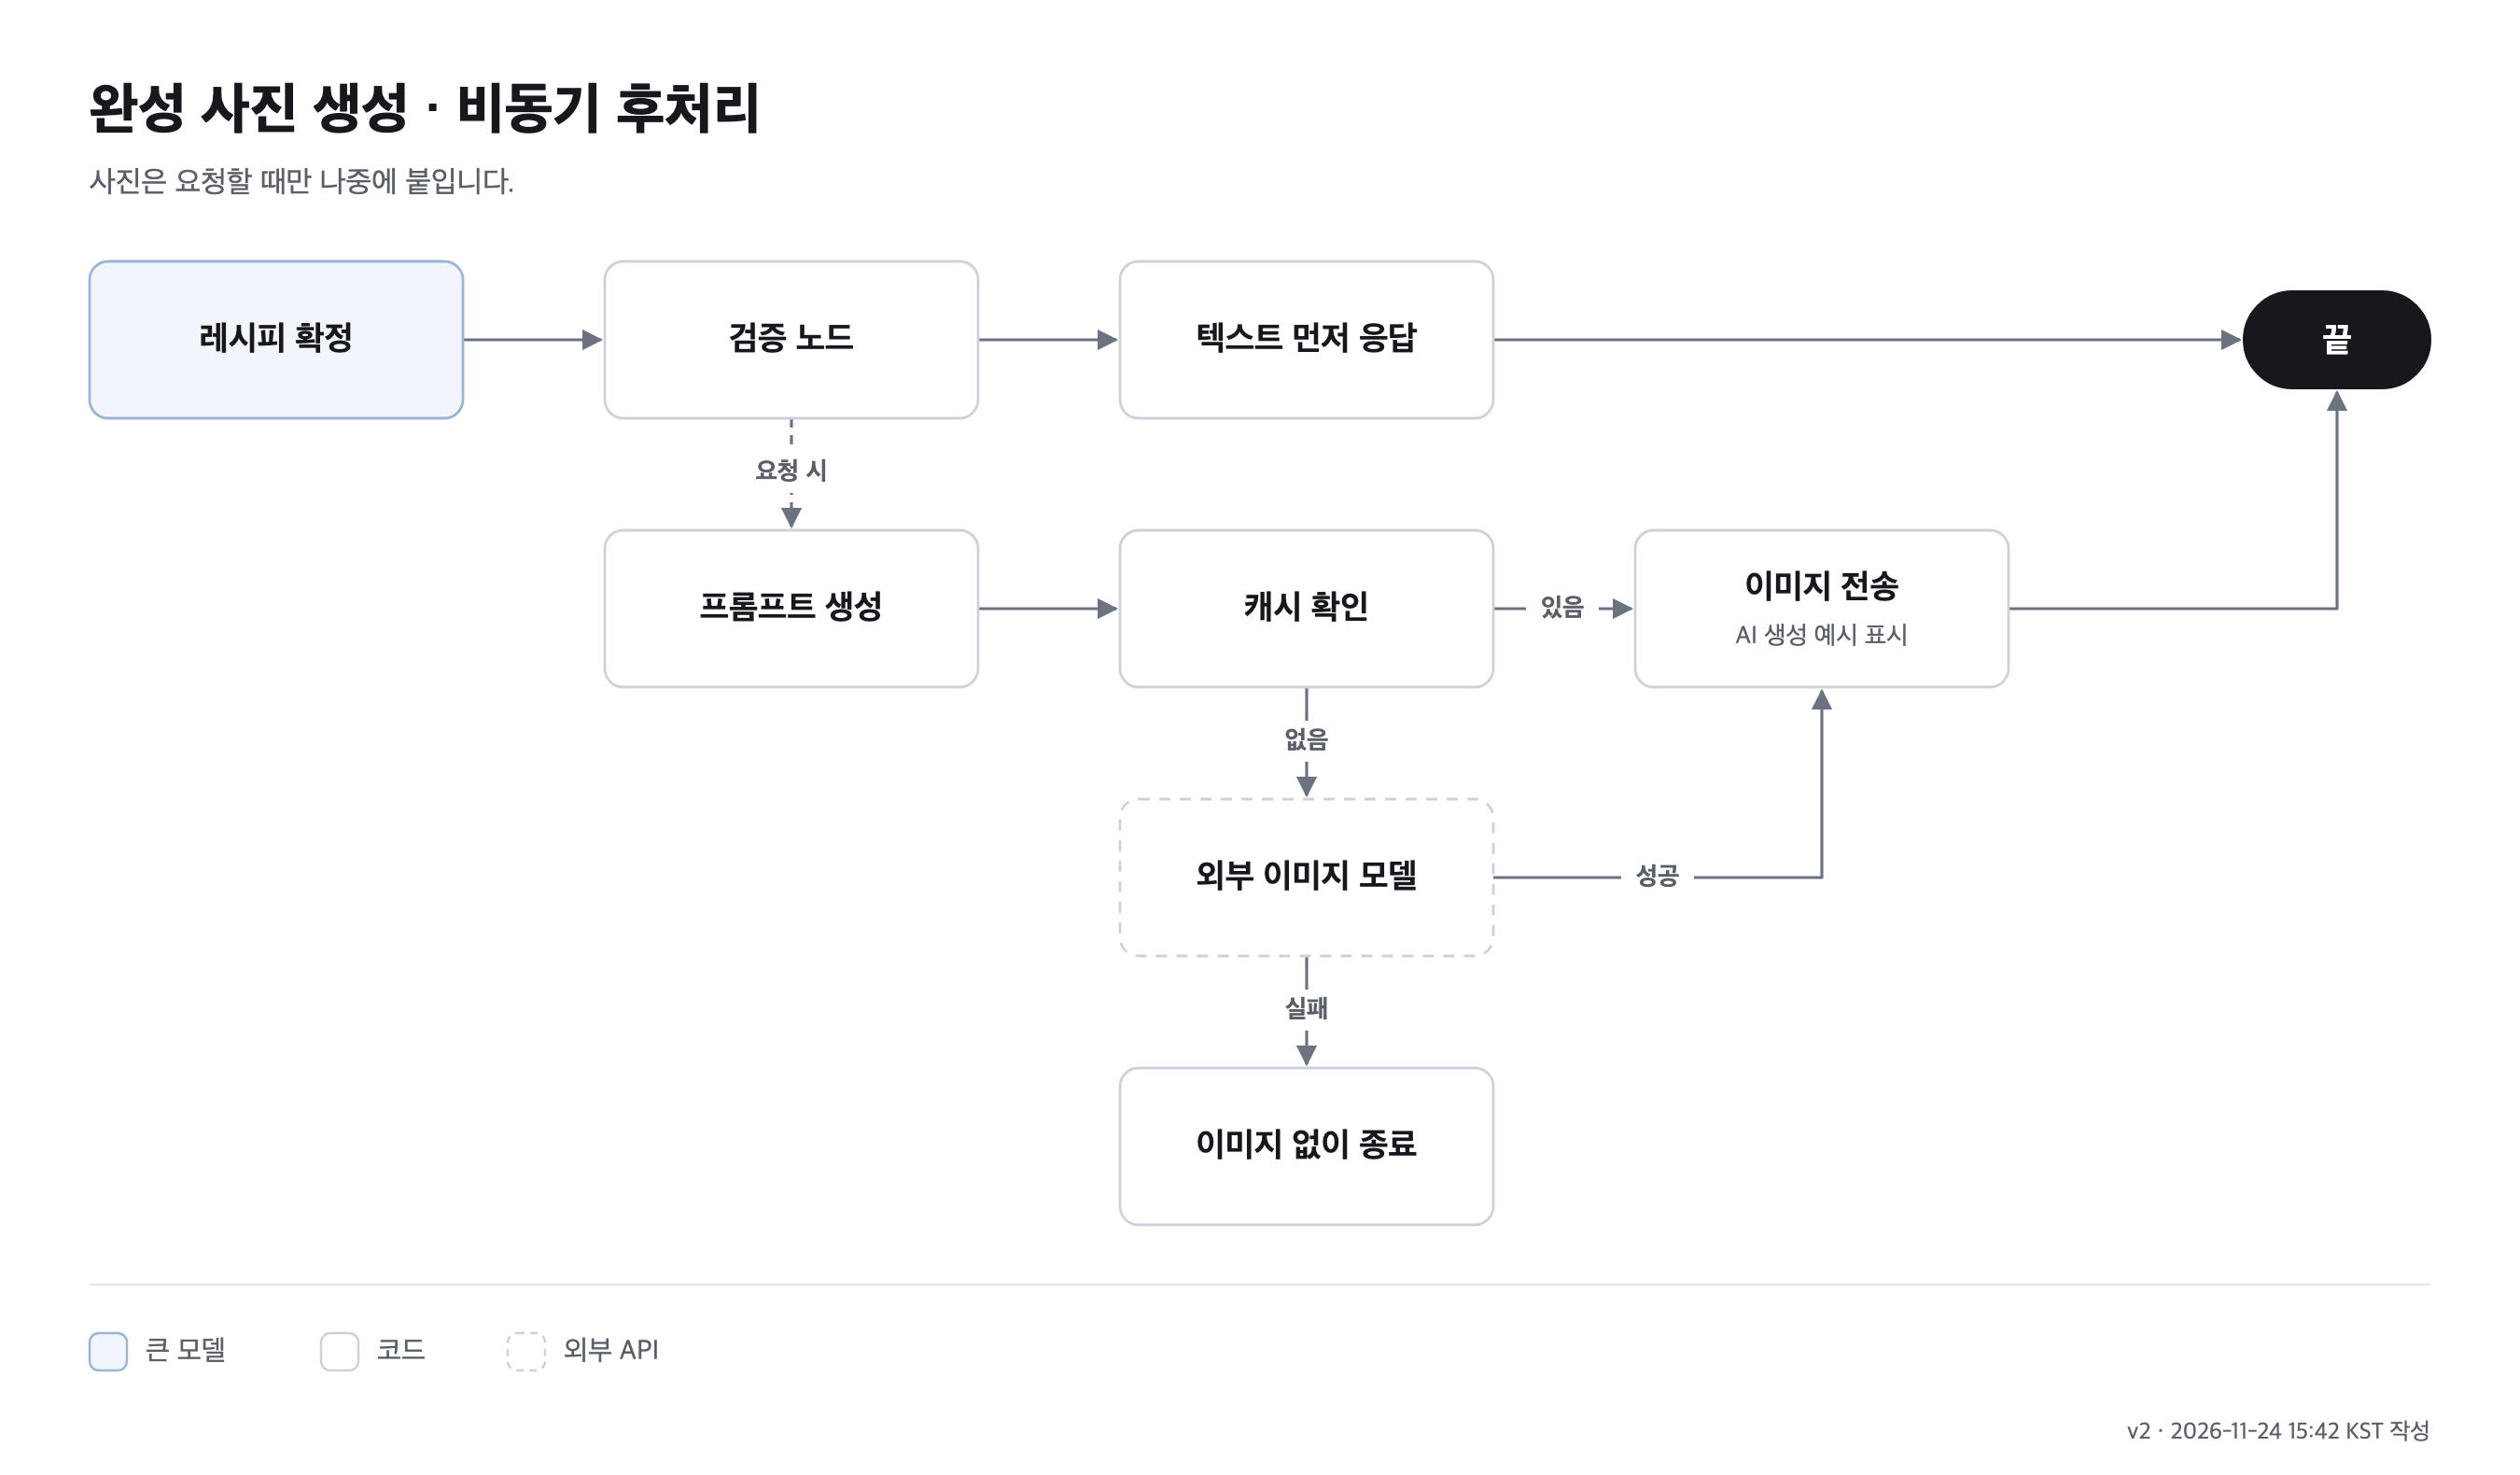 완성 사진 생성 · 비동기 후처리
사진은 요청할 때만 나중에 붙입니다.
레시피 확정
검증 노드
텍스트 먼저 응답
끝
요청 시
프롬프트 생성
캐시 확인
있음
이미지 전송
AI 생성 예시 표시
없음
외부 이미지 모델
성공
실패
이미지 없이 종료
큰 모델
코드
외부 API
v2 · 2026-11-24 15:42 KST 작성